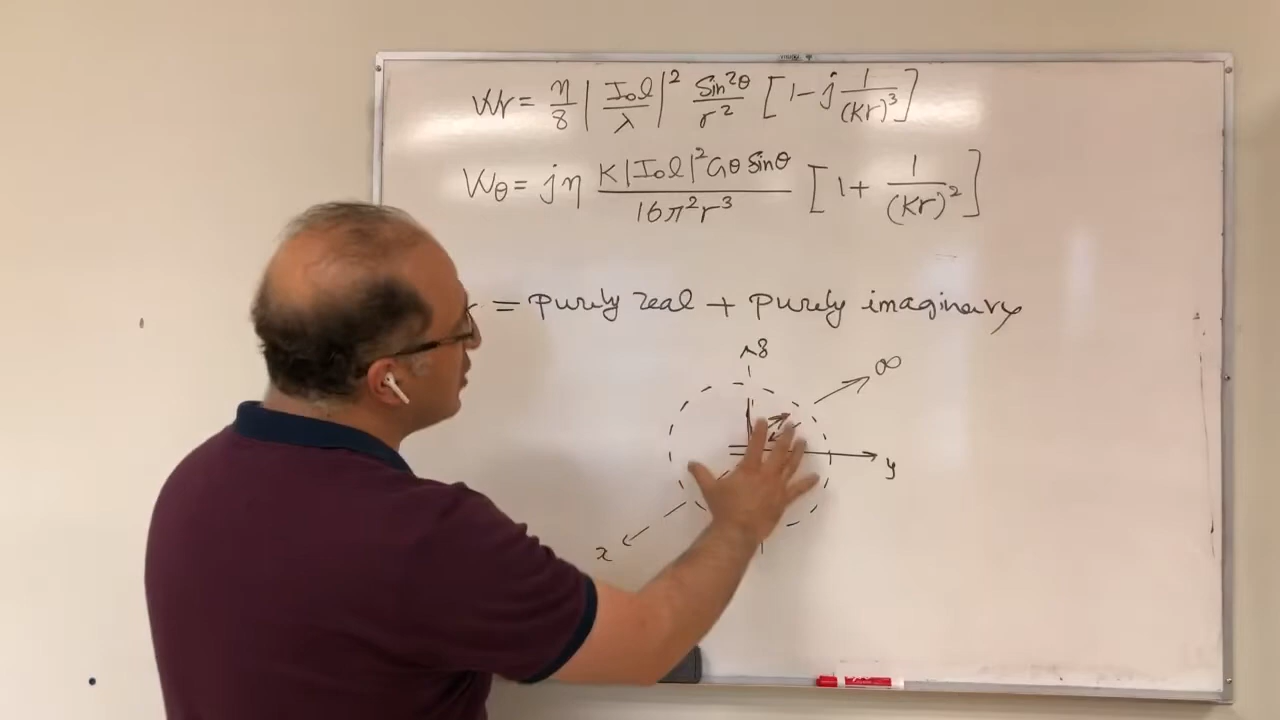 Wr = η/8 |I₀l/λ|² Sin²θ/r² [1 - j 1/(Kr)³]
Wθ = jη K|I₀l|² Cosθ Sinθ / 16π²r³ [1 + 1/(Kr)²]
= purely real + purely imaginary
z
∞
y
x